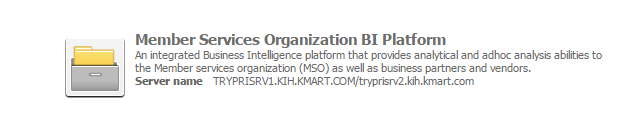 Member Services Organization BI Platform
An integrated Business Intelligence platform that provides analytical and adhoc analysis abilities to
the Member services organization (MSO) as well as business partners and vendors.
Server name TRYPRISRV1.KIH.KMART.COM/tryprisrv2.kih.kmart.com